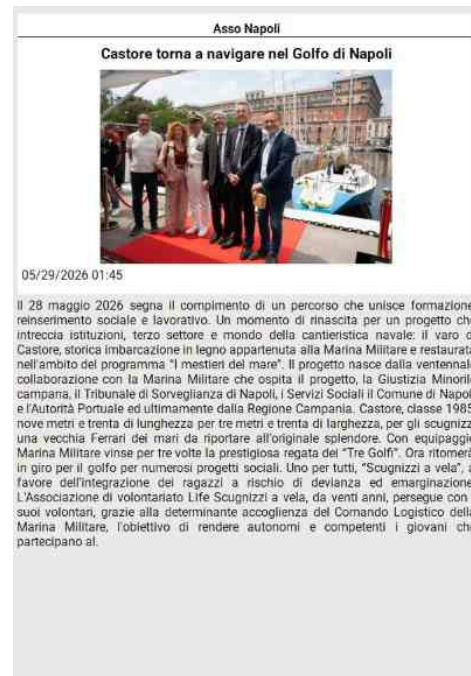 Asso Napoli
Castore torna a navigare nel Golfo di Napoli
05/29/2026 01:45
Il 28 maggio 2026 segna il compimento di un percorso che unisce formazione
reinserimento sociale e lavorativo. Un momento di rinascita per un progetto ch
intreccia istituzioni, terzo settore e mondo della cantieristica navale: il varo d
Castore, storica imbarcazione in legno appartenuta alla Marina Militare e restaurata
nell'ambito del programma "I mestieri del mare". Il progetto nasce dalla ventennal
collaborazione con la Marina Militare che ospita il progetto, la Giustizia Minoril
campana, il Tribunale di Sorveglianza di Napoli, i Servizi Sociali il Comune di Napol
e l'Autorità Portuale ed ultimamente dalla Regione Campania. Castore, classe 1985
nove metri e trenta di lunghezza per tre metri e trenta di larghezza, per gli scugnizz
una vecchia Ferrari dei mari da riportare all'originale splendore. Con equipaggi
Marina Militare vinse per tre volte la prestigiosa regata dei "Tre Golfi". Ora ritornerà
in giro per il golfo per numerosi progetti sociali. Uno per tutti, "Scugnizzi a vela",
favore dell'integrazione dei ragazzi a rischio di devianza ed emarginazione
L'Associazione di volontariato Life Scugnizzi a vela, da venti anni, persegue con
suoi volontari, grazie alla determinante accoglienza del Comando Logistico dell
Marina Militare, l'obiettivo di rendere autonomi e competenti i giovani ch
partecipano al.